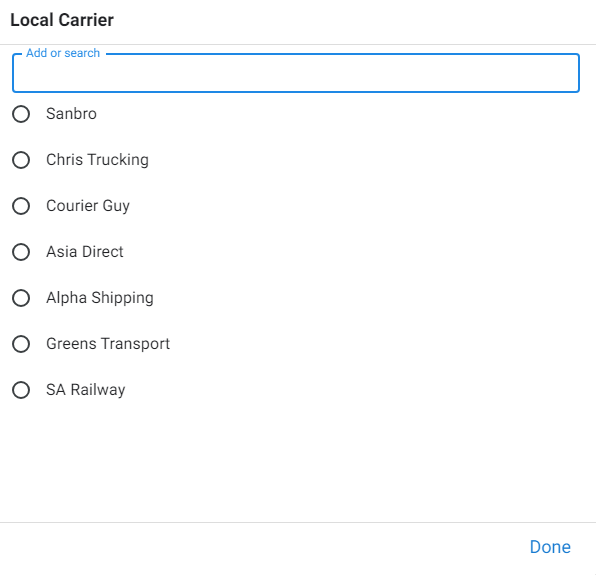 Local Carrier
Add or search
Sanbro
Chris Trucking
Courier Guy
Asia Direct
Alpha Shipping
Greens Transport
SA Railway
Done